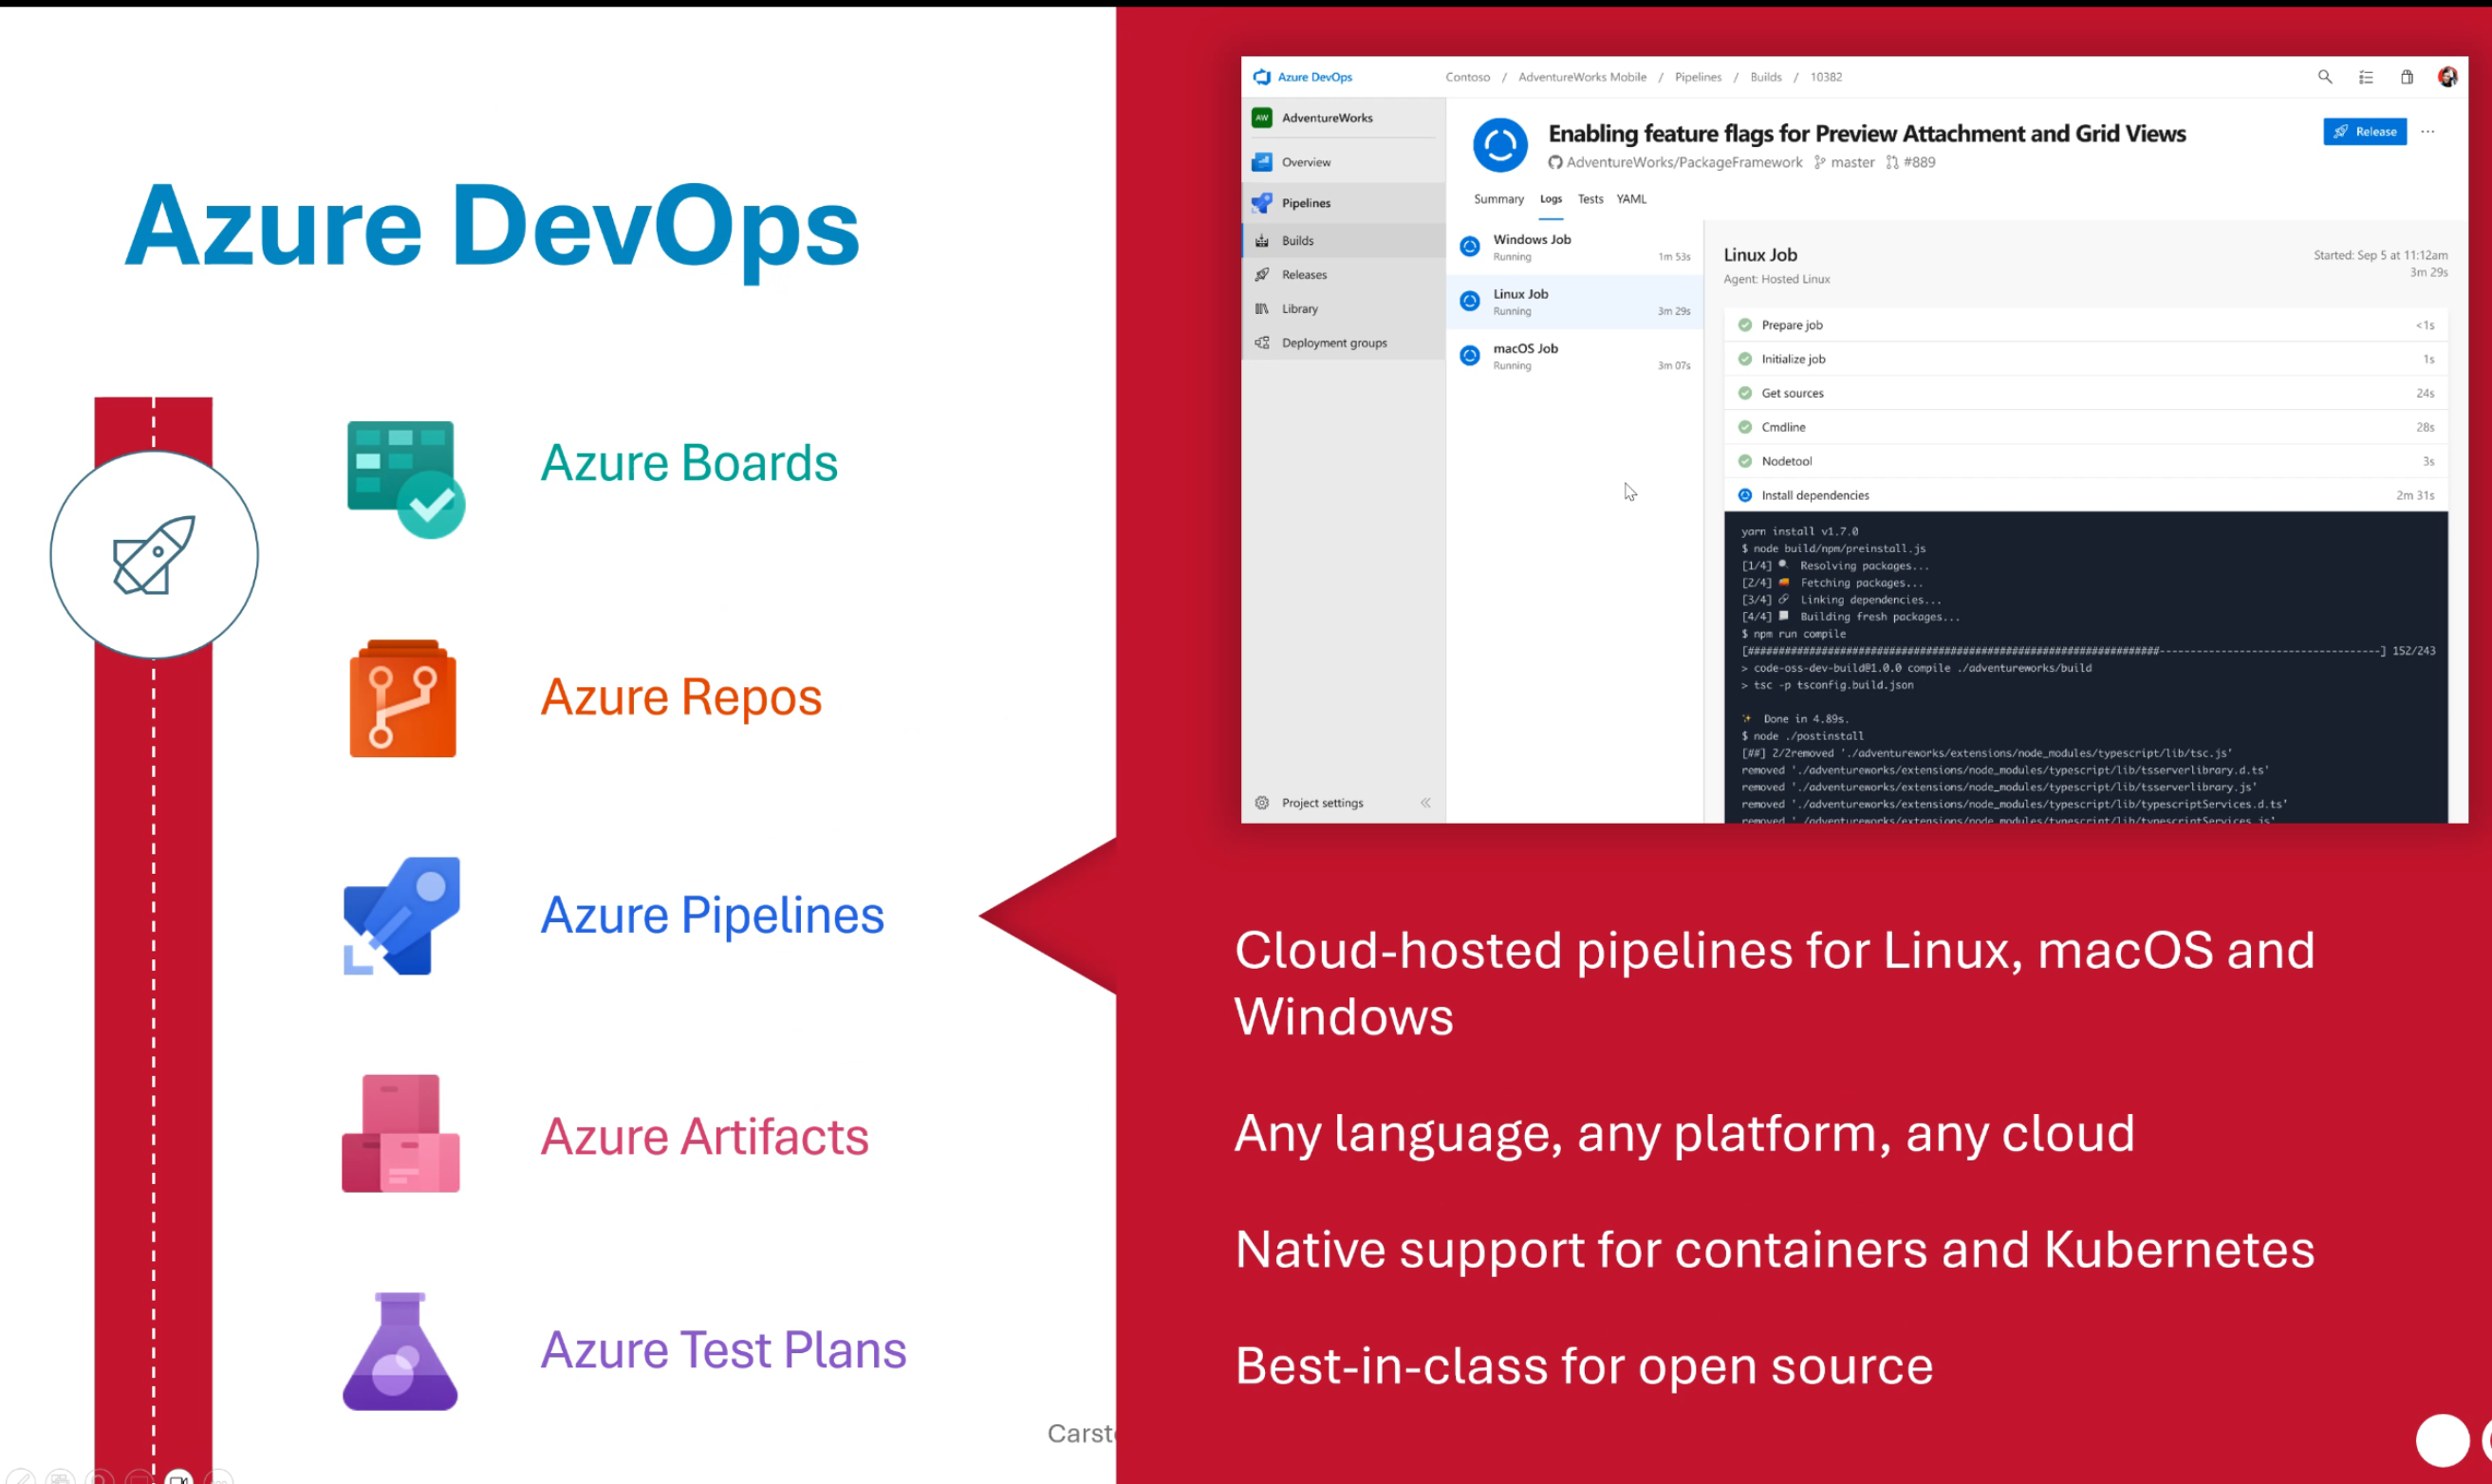 Azure DevOps
Azure Boards
Azure Repos
Azure Pipelines
Azure Artifacts
Azure Test Plans
Azure DevOps
Contoso / AdventureWorks Mobile / Pipelines / Builds / 10382
AW AdventureWorks
Overview
Pipelines
Builds
Releases
Library
Deployment groups
Project settings
Enabling feature flags for Preview Attachment and Grid Views
Release
AdventureWorks/PackageFramework master #889
Summary Logs Tests YAML
Windows Job
Running 1m 53s
Linux Job
Running 3m 29s
macOS Job
Running 3m 07s
Linux Job
Started: Sep 5 at 11:12am
Agent: Hosted Linux
3m 29s
Prepare job <1s
Initialize job 1s
Get sources 24s
Cmdline 28s
Nodetool 3s
Install dependencies 2m 31s
yarn install v1.7.0
$ node build/npm/preinstall.js
[1/4] Resolving packages...
[2/4] Fetching packages...
[3/4] Linking dependencies...
[4/4] Building fresh packages...
$ npm run compile
[###################################################################------------------------------------] 152/243
> code-oss-dev-build@1.0.0 compile ./adventureworks/build
> tsc -p tsconfig.build.json
Done in 4.89s.
$ node ./postinstall
[##] 2/2removed './adventureworks/extensions/node_modules/typescript/lib/tsc.js'
removed './adventureworks/extensions/node_modules/typescript/lib/tsserverlibrary.d.ts'
removed './adventureworks/extensions/node_modules/typescript/lib/tsserverlibrary.js'
removed './adventureworks/extensions/node_modules/typescript/lib/typescriptServices.d.ts'
removed './adventureworks/extensions/node_modules/typescript/lib/typescriptServices.js'
Cloud-hosted pipelines for Linux, macOS and
Windows
Any language, any platform, any cloud
Native support for containers and Kubernetes
Best-in-class for open source